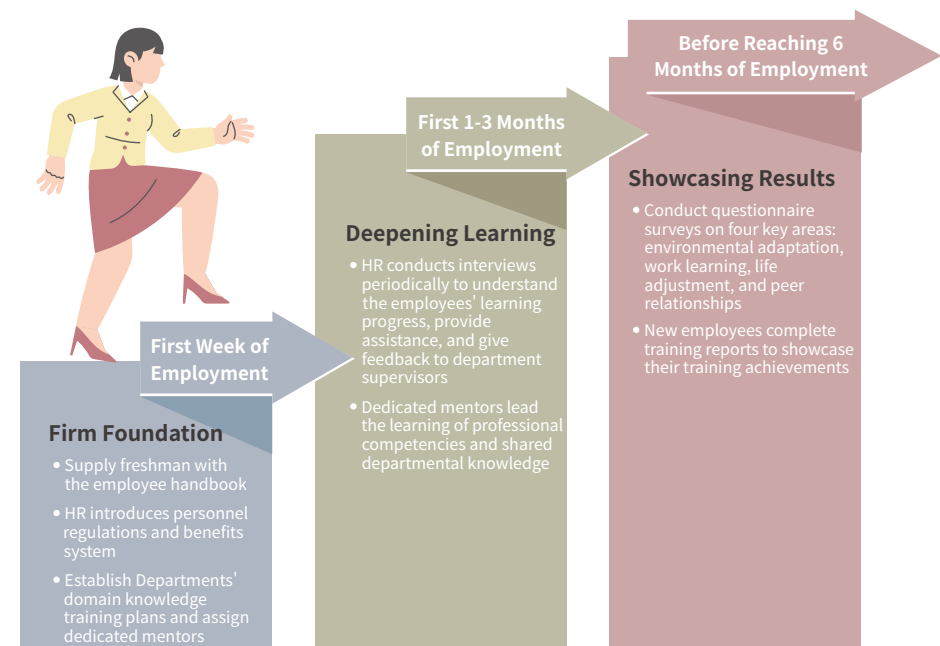 First Week of
Employment
Firm Foundation
• Supply freshman with
the employee handbook
• HR introduces personnel
regulations and benefits
system
• Establish Departments'
domain knowledge
training plans and assign
dedicated mentors
First 1-3 Months
of Employment
Deepening Learning
• HR conducts interviews
periodically to understand
the employees' learning
progress, provide
assistance, and give
feedback to department
supervisors
• Dedicated mentors lead
the learning of professional
competencies and shared
departmental knowledge
Before Reaching 6
Months of Employment
Showcasing Results
• Conduct questionnaire
surveys on four key areas:
environmental adaptation,
work learning, life
adjustment, and peer
relationships
• New employees complete
training reports to showcase
their training achievements